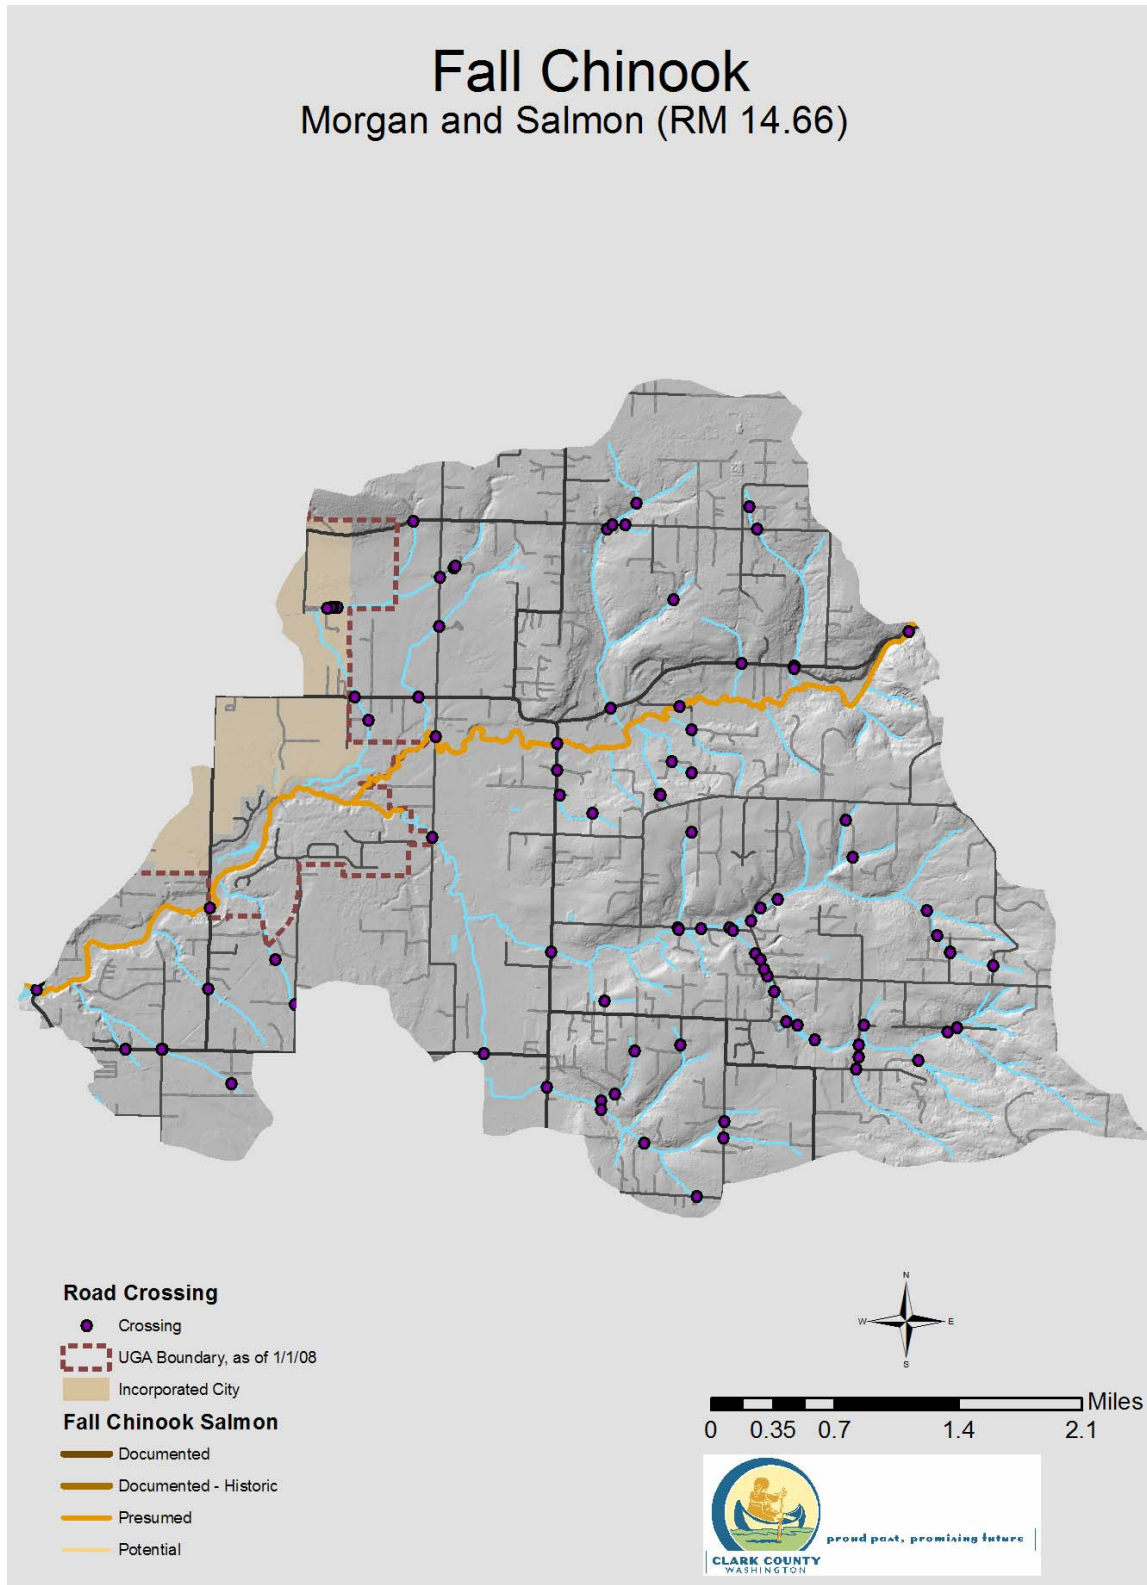 Fall Chinook
Morgan and Salmon (RM 14.66)
Road Crossing
Crossing
UGA Boundary, as of 1/1/08
Incorporated City
Fall Chinook Salmon
Documented
Documented - Historic
Presumed
Potential
N
W E
S
Miles
0 0.35 0.7 1.4 2.1
proud past, promising future
CLARK COUNTY
WASHINGTON